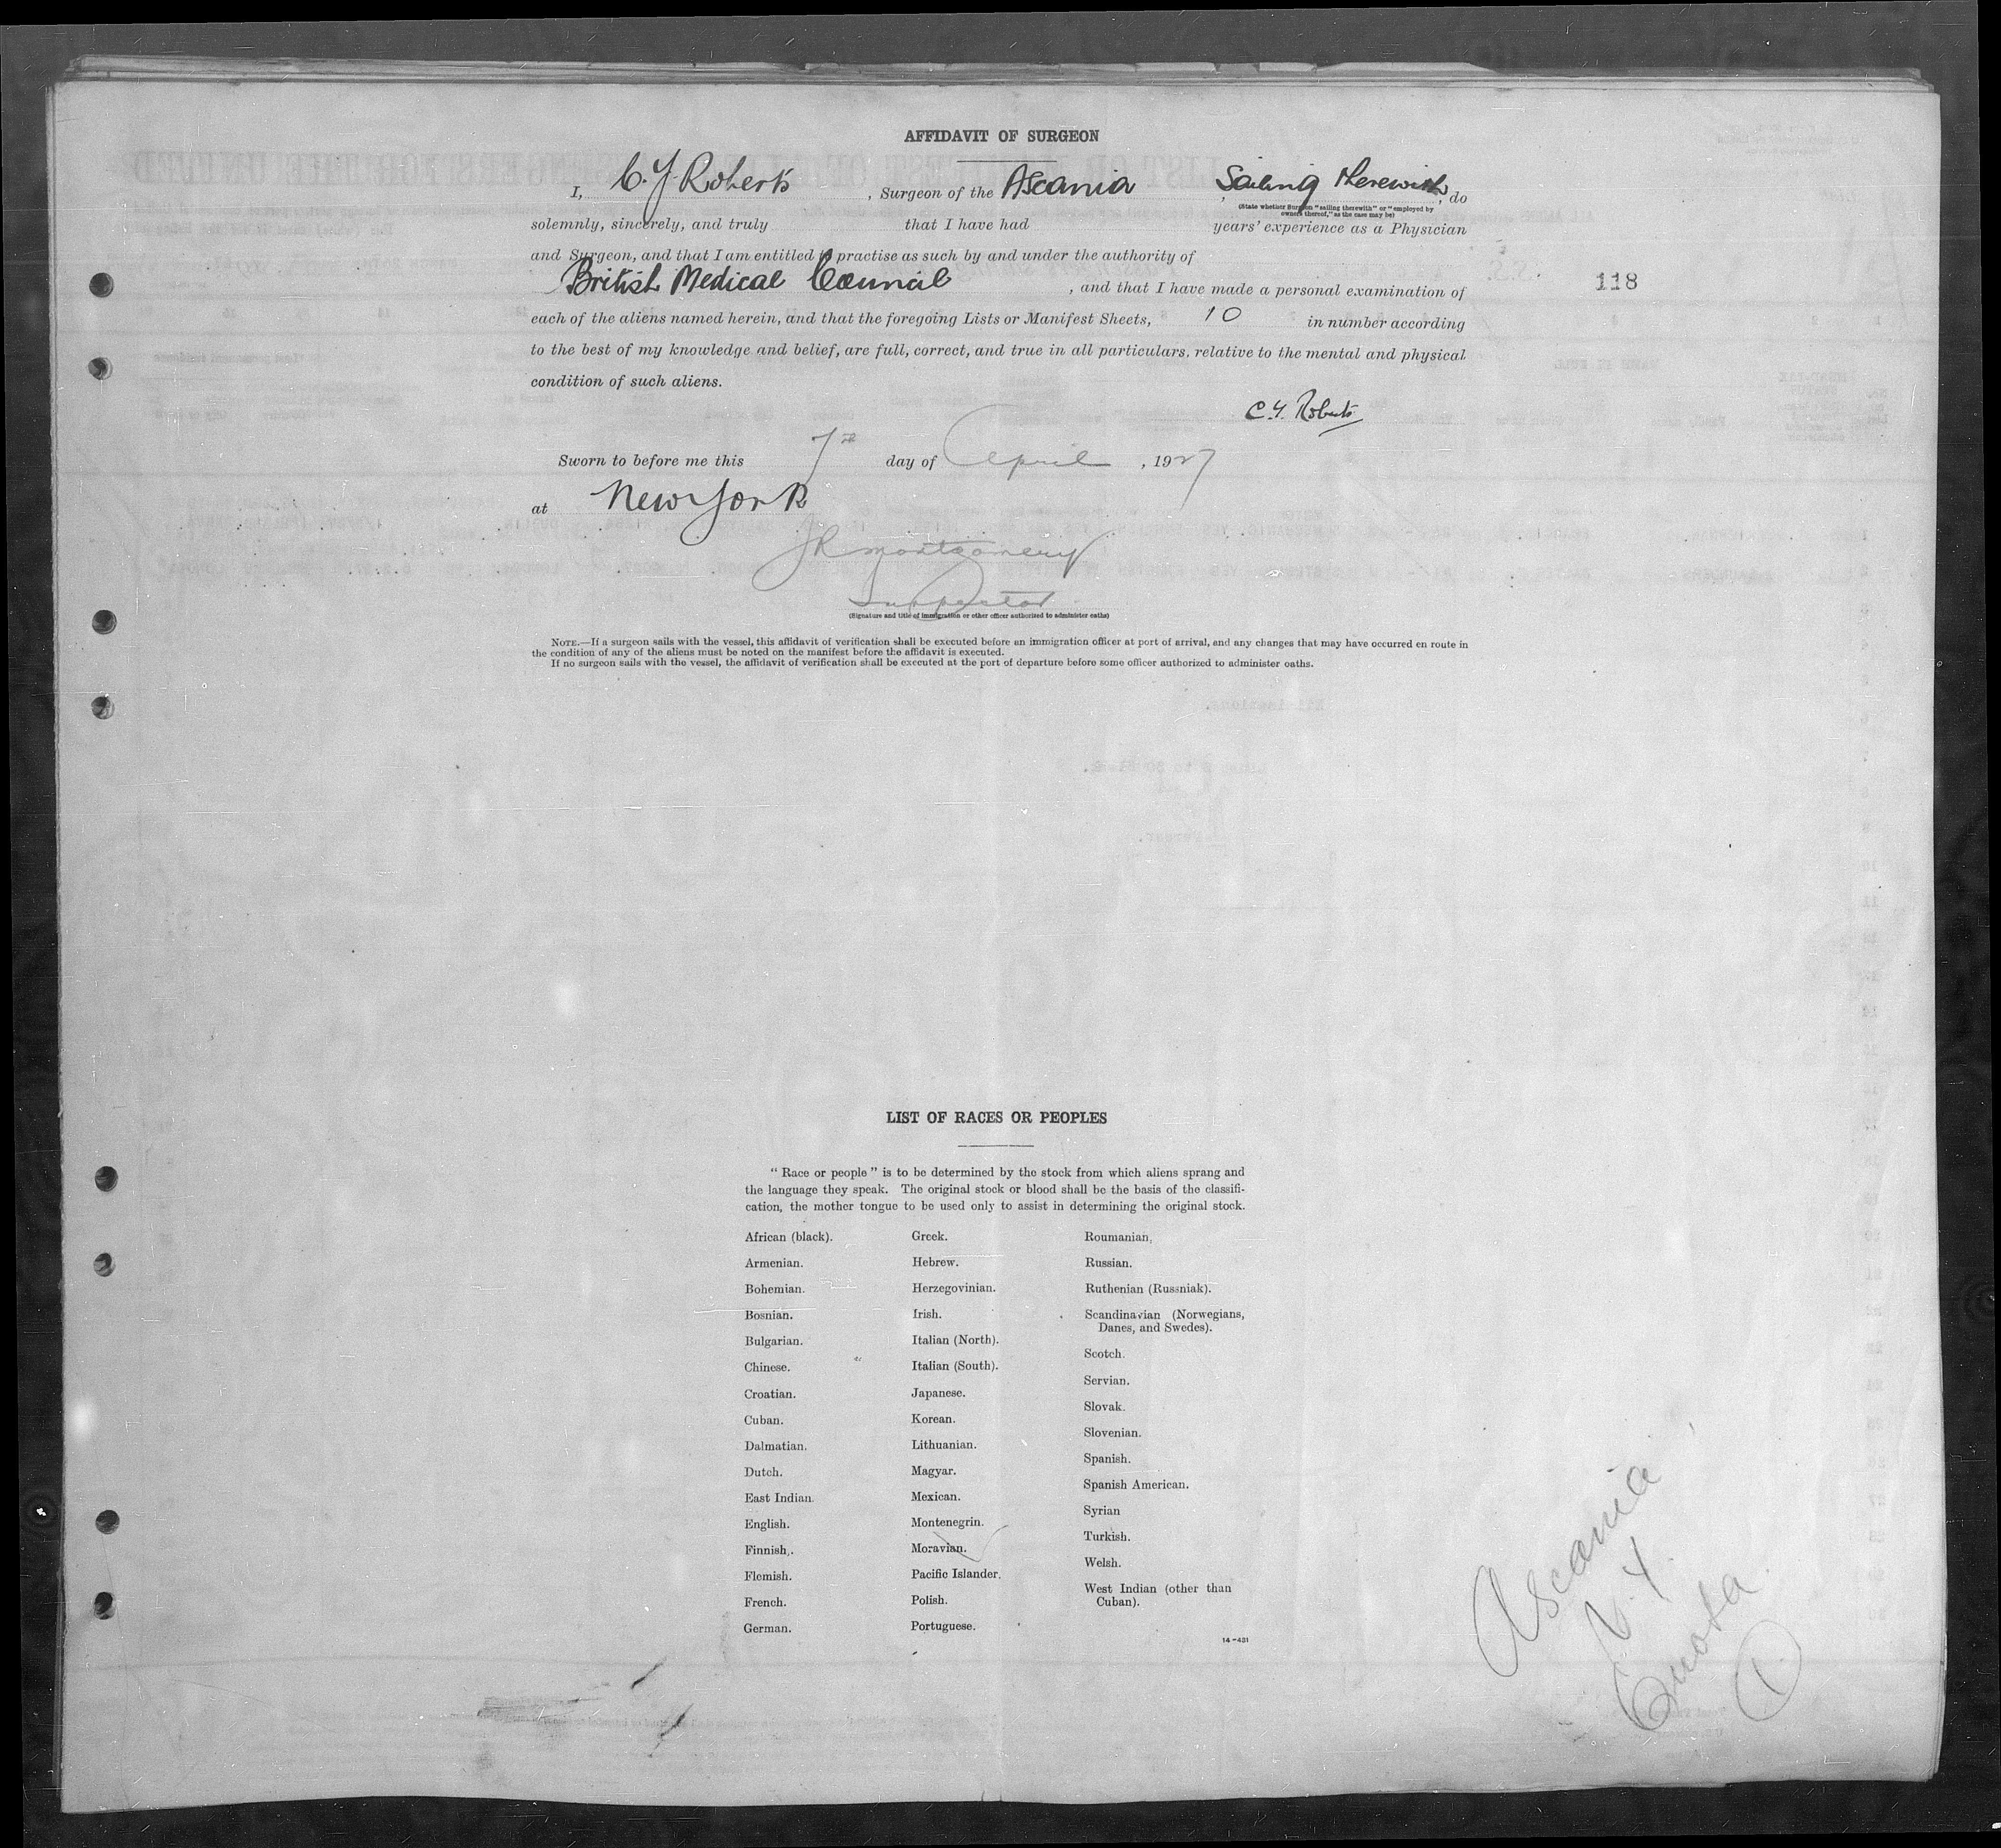 AFFIDAVIT OF SURGEON
I, C. Y. Roberts, Surgeon of the Ascania, Sailing therewith, do
(State whether Surgeon "sailing therewith" or "employed by
owners thereof," as the case may be)
solemnly, sincerely, and truly that I have had years' experience as a Physician
and Surgeon, and that I am entitled to practise as such by and under the authority of
British Medical Council, and that I have made a personal examination of
118
each of the aliens named herein, and that the foregoing Lists or Manifest Sheets, 10 in number according
to the best of my knowledge and belief, are full, correct, and true in all particulars, relative to the mental and physical
condition of such aliens.
C. Y. Roberts
Sworn to before me this 7th day of April, 1927
at New York
JR Montgomery
Inspector
(Signature and title of immigration or other officer authorized to administer oaths)
NOTE.—If a surgeon sails with the vessel, this affidavit of verification shall be executed before an immigration officer at port of arrival, and any changes that may have occurred en route in
the condition of any of the aliens must be noted on the manifest before the affidavit is executed.
If no surgeon sails with the vessel, the affidavit of verification shall be executed at the port of departure before some officer authorized to administer oaths.
LIST OF RACES OR PEOPLES
"Race or people" is to be determined by the stock from which aliens sprang and
the language they speak. The original stock or blood shall be the basis of the classifi-
cation, the mother tongue to be used only to assist in determining the original stock.
African (black).
Armenian.
Bohemian.
Bosnian.
Bulgarian.
Chinese.
Croatian.
Cuban.
Dalmatian.
Dutch.
East Indian.
English.
Finnish.
Flemish.
French.
German.
Greek.
Hebrew.
Herzegovinian.
Irish.
Italian (North).
Italian (South).
Japanese.
Korean.
Lithuanian.
Magyar.
Mexican.
Montenegrin.
Moravian.
Pacific Islander.
Polish.
Portuguese.
Roumanian.
Russian.
Ruthenian (Russniak).
Scandinavian (Norwegians,
Danes, and Swedes).
Scotch.
Servian.
Slovak.
Slovenian.
Spanish.
Spanish American.
Syrian
Turkish.
Welsh.
West Indian (other than
Cuban).
14-431
Ascania
N. Y.
Quota
1